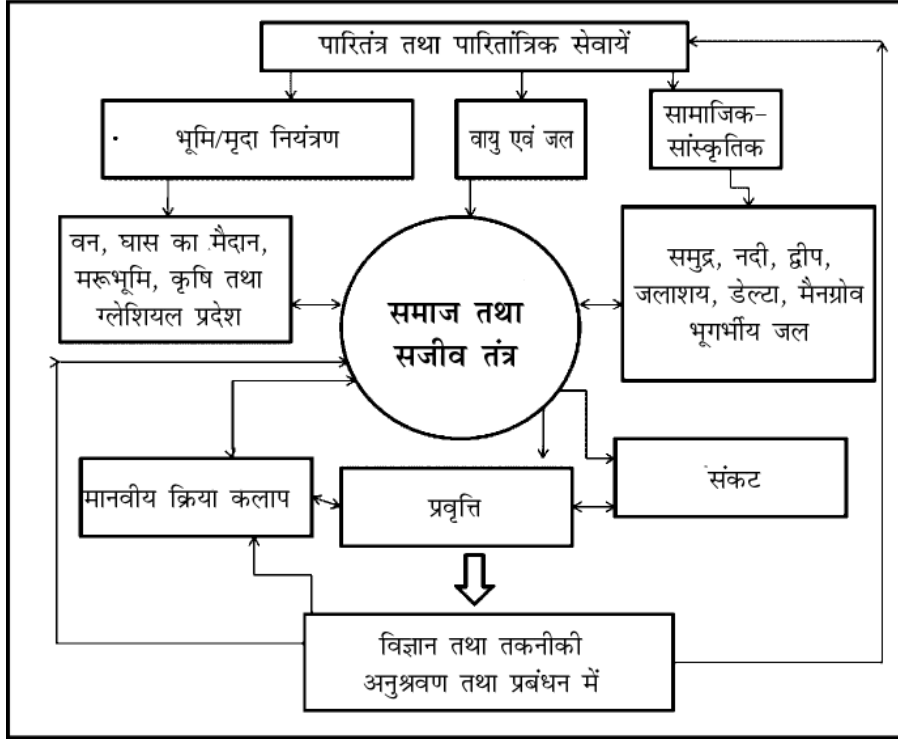 पारितंत्र तथा पारितांत्रिक सेवायें
भूमि/मृदा नियंत्रण
वायु एवं जल
सामाजिक-
सांस्कृतिक
वन, घास का मैदान,
मरूभूमि, कृषि तथा
ग्लेशियल प्रदेश
समाज तथा
सजीव तंत्र
समुद्र, नदी, द्वीप,
जलाशय, डेल्टा, मैनग्रोव
भूगर्भीय जल
मानवीय क्रिया कलाप
प्रवृत्ति
संकट
विज्ञान तथा तकनीकी
अनुश्रवण तथा प्रबंधन में